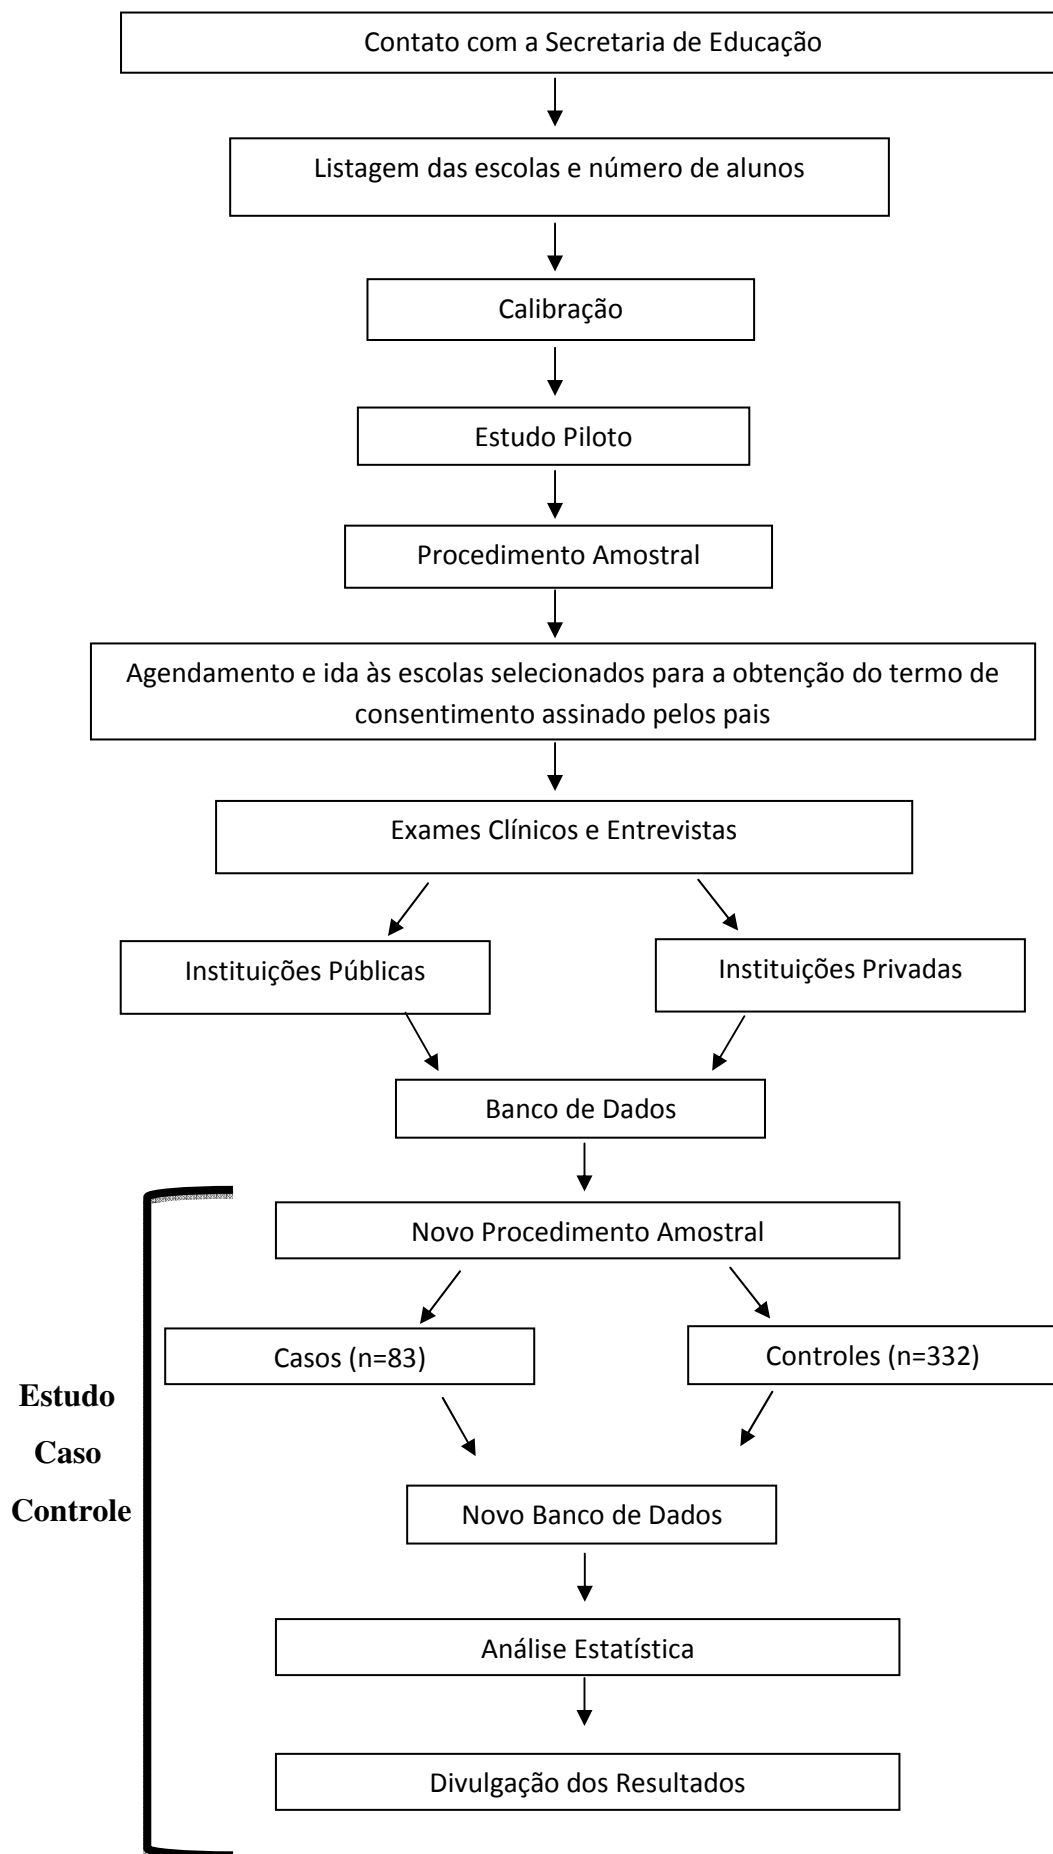 Contato com a Secretaria de Educação
Listagem das escolas e número de alunos
Calibração
Estudo Piloto
Procedimento Amostral
Agendamento e ida às escolas selecionados para a obtenção do termo de
consentimento assinado pelos pais
Exames Clínicos e Entrevistas
Instituições Públicas
Instituições Privadas
Banco de Dados
Novo Procedimento Amostral
Casos (n=83)
Controles (n=332)
Estudo
Caso
Controle
Novo Banco de Dados
Análise Estatística
Divulgação dos Resultados